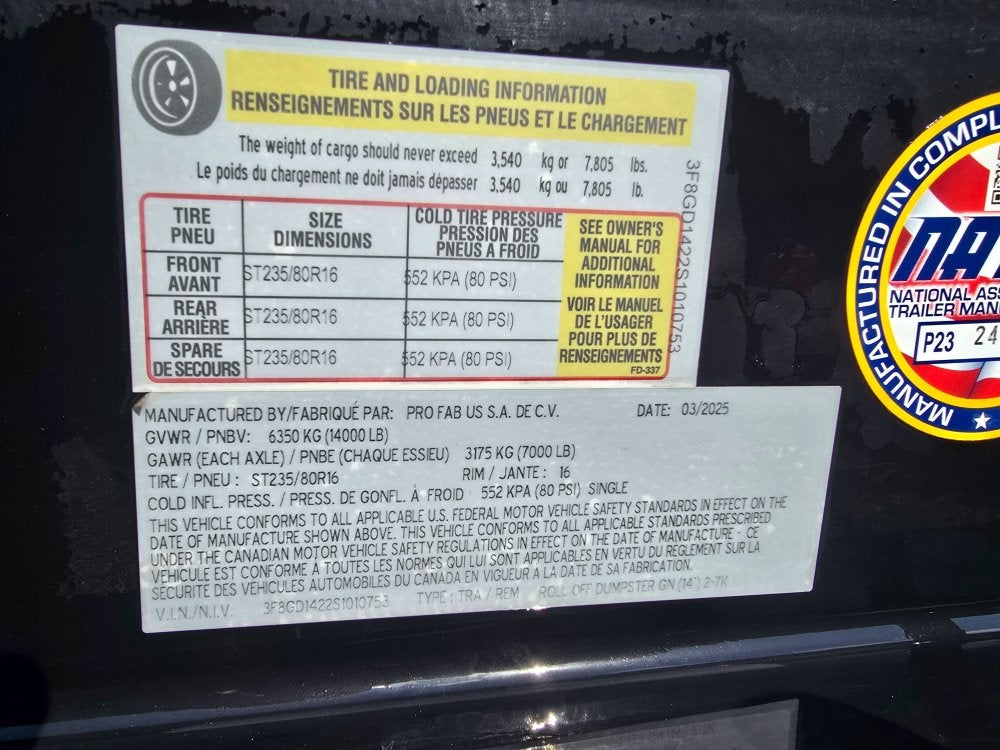 TIRE AND LOADING INFORMATION
RENSEIGNEMENTS SUR LES PNEUS ET LE CHARGEMENT
The weight of cargo should never exceed 3,540 kg or 7,805 lbs.
Le poids du chargement ne doit jamais dépasser 3,540 kg ou 7,805 lb.
TIRE PNEU SIZE DIMENSIONS COLD TIRE PRESSURE PRESSION DES PNEUS A FROID
FRONT AVANT ST235/80R16 552 KPA (80 PSI)
REAR ARRIÈRE ST235/80R16 552 KPA (80 PSI)
SPARE DE SECOURS ST235/80R16 552 KPA (80 PSI)
SEE OWNER'S
MANUAL FOR
ADDITIONAL
INFORMATION
VOIR LE MANUEL
DE L'USAGER
POUR PLUS DE
RENSEIGNEMENTS
FD-337
3F8GD1422S1010753
MANUFACTURED BY/FABRIQUÉ PAR: PRO FAB US S.A. DE C.V. DATE: 03/2025
GVWR / PNBV: 6350 KG (14000 LB)
GAWR (EACH AXLE) / PNBE (CHAQUE ESSIEU) 3175 KG (7000 LB)
TIRE / PNEU : ST235/80R16 RIM / JANTE : 16
COLD INFL. PRESS. / PRESS. DE GONFL. À FROID 552 KPA (80 PSI) SINGLE
THIS VEHICLE CONFORMS TO ALL APPLICABLE U.S. FEDERAL MOTOR VEHICLE SAFETY STANDARDS IN EFFECT ON THE
DATE OF MANUFACTURE SHOWN ABOVE. THIS VEHICLE CONFORMS TO ALL APPLICABLE STANDARDS PRESCRIBED
UNDER THE CANADIAN MOTOR VEHICLE SAFETY REGULATIONS IN EFFECT ON THE DATE OF MANUFACTURE - CE
VÉHICULE EST CONFORME À TOUTES LES NORMES QUI LUI SONT APPLICABLES EN VERTU DU RÈGLEMENT SUR LA
SÉCURITÉ DES VÉHICULES AUTOMOBILES DU CANADA EN VIGUEUR A LA DATE DE SA FABRICATION.
V.I.N./N.I.V. 3F8GD1422S1010753 TYPE : TRA / REM ROLL OFF DUMPSTER GN (14') 2-7K
MANUFACTURED IN
NATIONAL
TRAILER
P23 24